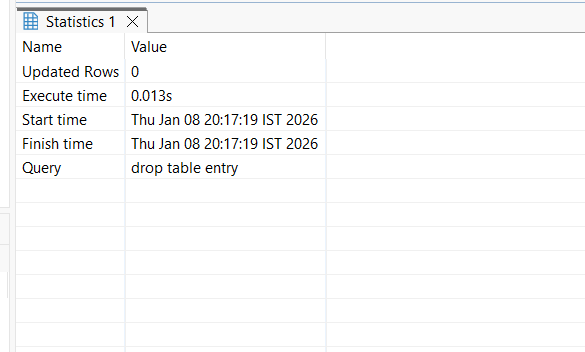 Statistics 1
Name Value
Updated Rows 0
Execute time 0.013s
Start time Thu Jan 08 20:17:19 IST 2026
Finish time Thu Jan 08 20:17:19 IST 2026
Query drop table entry